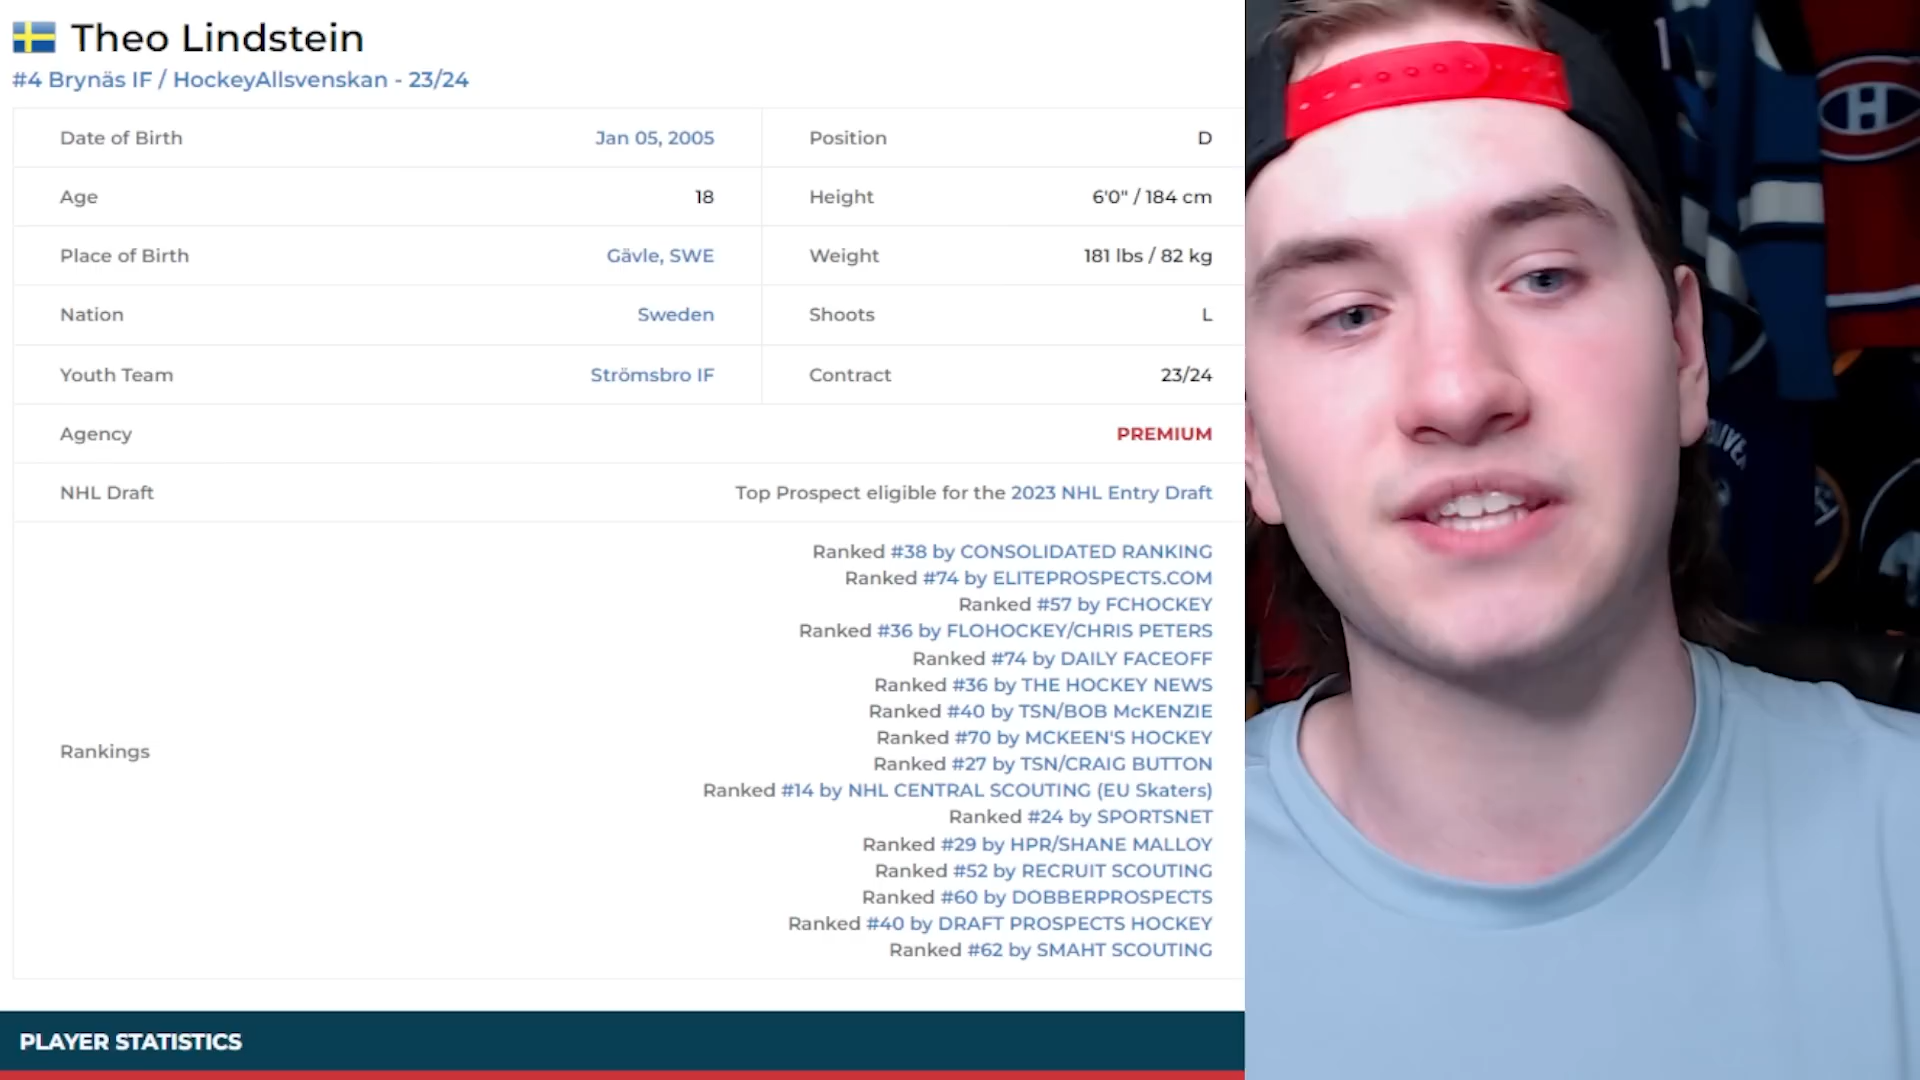 Theo Lindstein
#4 Brynäs IF / HockeyAllsvenskan - 23/24
Date of Birth Jan 05, 2005 Position D
Age 18 Height 6'0" / 184 cm
Place of Birth Gävle, SWE Weight 181 lbs / 82 kg
Nation Sweden Shoots L
Youth Team Strömsbro IF Contract 23/24
Agency PREMIUM
NHL Draft Top Prospect eligible for the 2023 NHL Entry Draft
Rankings
Ranked #38 by CONSOLIDATED RANKING
Ranked #74 by ELITEPROSPECTS.COM
Ranked #57 by FCHOCKEY
Ranked #36 by FLOHOCKEY/CHRIS PETERS
Ranked #74 by DAILY FACEOFF
Ranked #36 by THE HOCKEY NEWS
Ranked #40 by TSN/BOB McKENZIE
Ranked #70 by MCKEEN'S HOCKEY
Ranked #27 by TSN/CRAIG BUTTON
Ranked #14 by NHL CENTRAL SCOUTING (EU Skaters)
Ranked #24 by SPORTSNET
Ranked #29 by HPR/SHANE MALLOY
Ranked #52 by RECRUIT SCOUTING
Ranked #60 by DOBBERPROSPECTS
Ranked #40 by DRAFT PROSPECTS HOCKEY
Ranked #62 by SMAHT SCOUTING
PLAYER STATISTICS